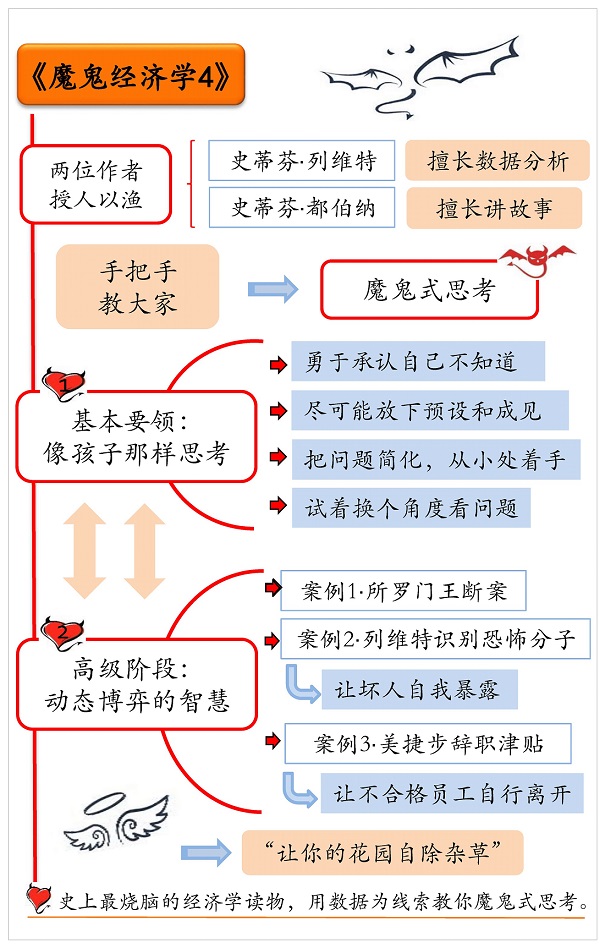 《魔鬼经济学4》
两位作者
授人以渔
史蒂芬·列维特
擅长数据分析
史蒂芬·都伯纳
擅长讲故事
手把手
教大家
魔鬼式思考
1
基本要领：
像孩子那样思考
勇于承认自己不知道
尽可能放下预设和成见
把问题简化，从小处着手
试着换个角度看问题
2
高级阶段：
动态博弈的智慧
案例1·所罗门王断案
案例2·列维特识别恐怖分子
让坏人自我暴露
案例3·美捷步辞职津贴
让不合格员工自行离开
“让你的花园自除杂草”
史上最烧脑的经济学读物，用数据为线索教你魔鬼式思考。